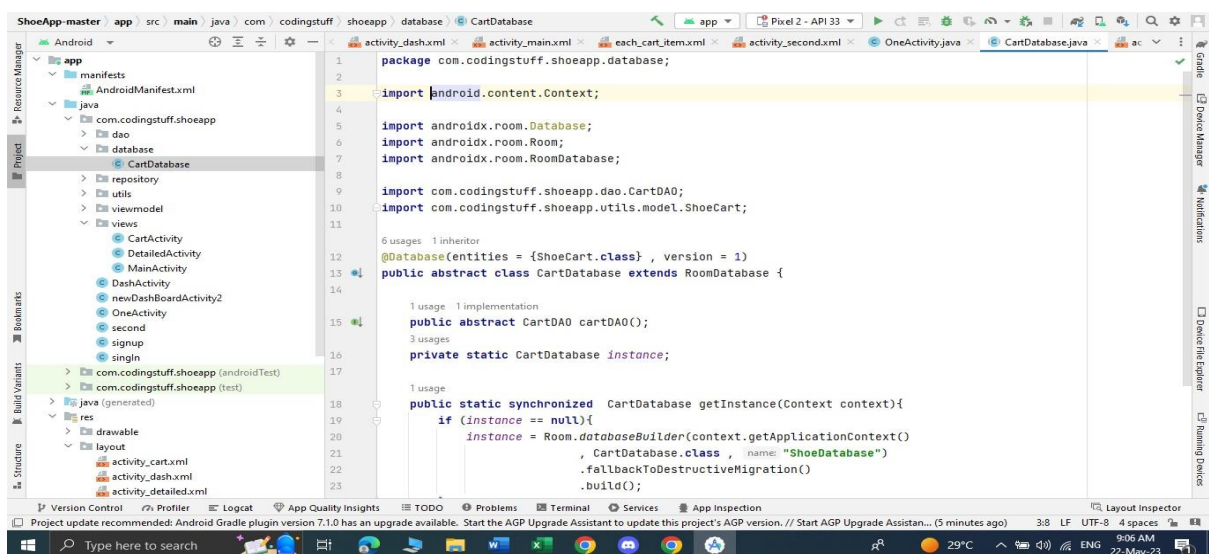 ShoeApp-master app src main java com codingstuff shoeapp database CartDatabase app Pixel 2 - API 33
Android activity_dash.xml activity_main.xml each_cart_item.xml activity_second.xml OneActivity.java CartDatabase.java ac
Resource Manager
Project
Bookmarks
Build Variants
Structure
app
manifests
AndroidManifest.xml
java
com.codingstuff.shoeapp
dao
database
CartDatabase
repository
utils
viewmodel
views
CartActivity
DetailedActivity
MainActivity
DashActivity
newDashBoardActivity2
OneActivity
second
signup
singIn
com.codingstuff.shoeapp (androidTest)
com.codingstuff.shoeapp (test)
java (generated)
res
drawable
layout
activity_cart.xml
activity_dash.xml
activity_detailed.xml
1 package com.codingstuff.shoeapp.database;
2
3 import android.content.Context;
4
5 import androidx.room.Database;
6 import androidx.room.Room;
7 import androidx.room.RoomDatabase;
8
9 import com.codingstuff.shoeapp.dao.CartDAO;
10 import com.codingstuff.shoeapp.utils.model.ShoeCart;
11
6 usages 1 inheritor
12 @Database(entities = {ShoeCart.class} , version = 1)
13 public abstract class CartDatabase extends RoomDatabase {
14
1 usage 1 implementation
15 public abstract CartDAO cartDAO();
3 usages
16 private static CartDatabase instance;
17
1 usage
18 public static synchronized CartDatabase getInstance(Context context){
19 if (instance == null){
20 instance = Room.databaseBuilder(context.getApplicationContext()
21 , CartDatabase.class , name: "ShoeDatabase")
22 .fallbackToDestructiveMigration()
23 .build();
Gradle
Device Manager
Notifications
Device File Explorer
Running Devices
Version Control Profiler Logcat App Quality Insights TODO Problems Terminal Services App Inspection Layout Inspector
Project update recommended: Android Gradle plugin version 7.1.0 has an upgrade available. Start the AGP Upgrade Assistant to update this project's AGP version. // Start AGP Upgrade Assistan... (5 minutes ago) 3:8 LF UTF-8 4 spaces
Type here to search 29°C ENG 9:06 AM
22-May-23